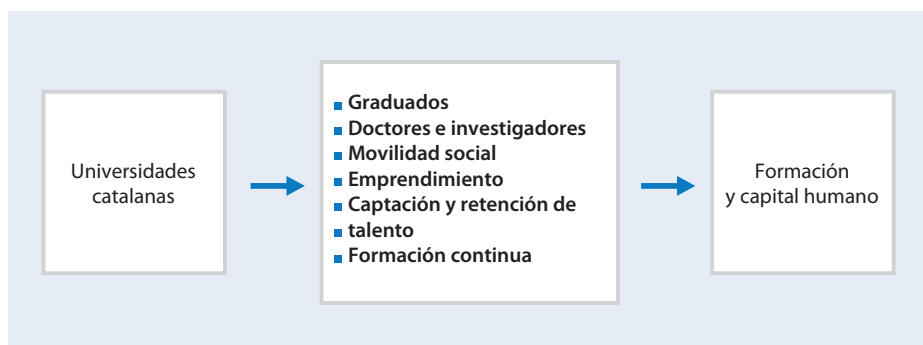 Universidades
catalanas
■ Graduados
■ Doctores e investigadores
■ Movilidad social
■ Emprendimiento
■ Captación y retención de
■ talento
■ Formación continua
Formación
y capital humano